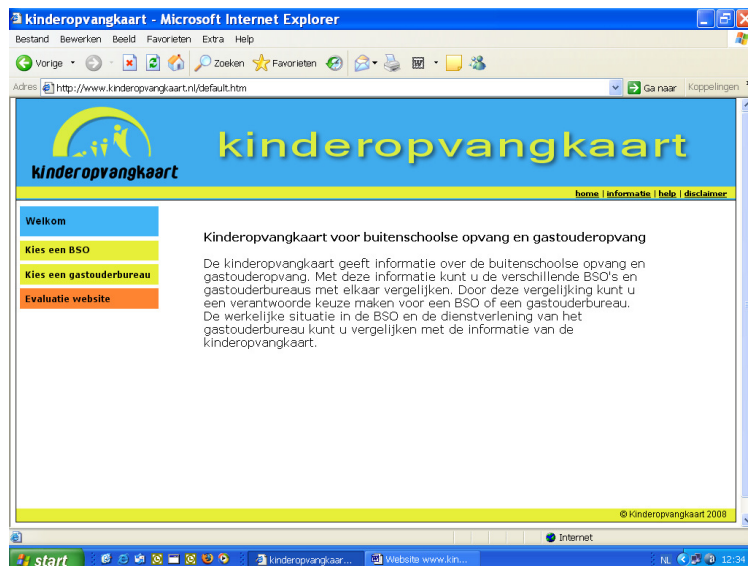 kinderopvangkaart - Microsoft Internet Explorer
Bestand Bewerken Beeld Favorieten Extra Help
Vorige Zoeken Favorieten
Adres http://www.kinderopvangkaart.nl/default.htm Ga naar Koppelingen
kinderopvangkaart
kinderopvangkaart
home | informatie | help | disclaimer
Welkom
Kies een BSO
Kies een gastouderbureau
Evaluatie website
Kinderopvangkaart voor buitenschoolse opvang en gastouderopvang
De kinderopvangkaart geeft informatie over de buitenschoolse opvang en
gastouderopvang. Met deze informatie kunt u de verschillende BSO's en
gastouderbureaus met elkaar vergelijken. Door deze vergelijking kunt u
een verantwoorde keuze maken voor een BSO of een gastouderbureau.
De werkelijke situatie in de BSO en de dienstverlening van het
gastouderbureau kunt u vergelijken met de informatie van de
kinderopvangkaart.
© Kinderopvangkaart 2008
Internet
start kinderopvangkaar... Website www.kin... NL 12:34